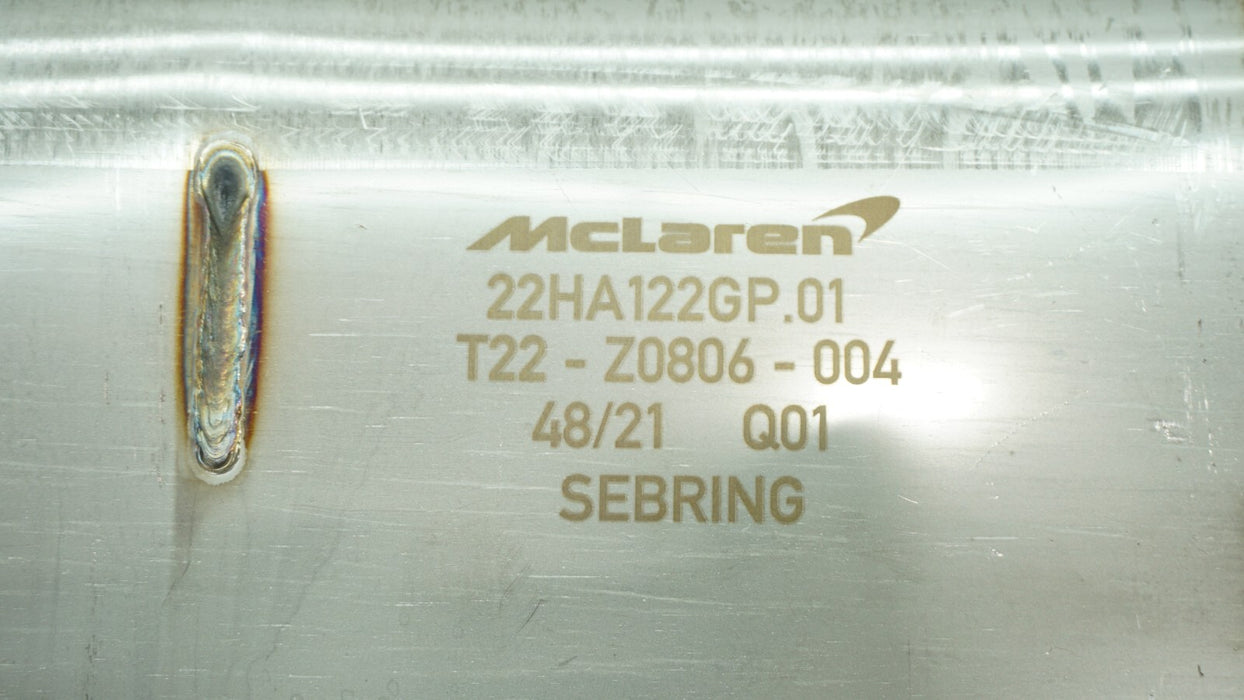 McLaren
22HA122GP.01
T22 - Z0806 - 004
48/21 Q01
SEBRING